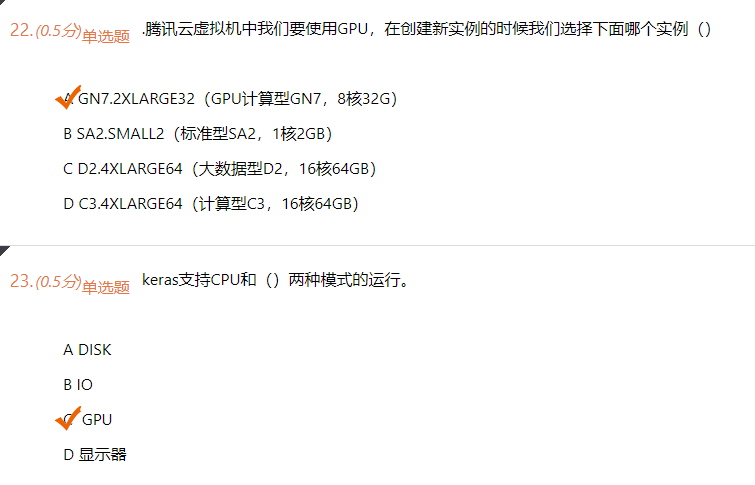 22.(0.5分)单选题 .腾讯云虚拟机中我们要使用GPU，在创建新实例的时候我们选择下面哪个实例（）
A GN7.2XLARGE32（GPU计算型GN7，8核32G）
B SA2.SMALL2（标准型SA2，1核2GB）
C D2.4XLARGE64（大数据型D2，16核64GB）
D C3.4XLARGE64（计算型C3，16核64GB）
23.(0.5分)单选题 keras支持CPU和（）两种模式的运行。
A DISK
B IO
C GPU
D 显示器